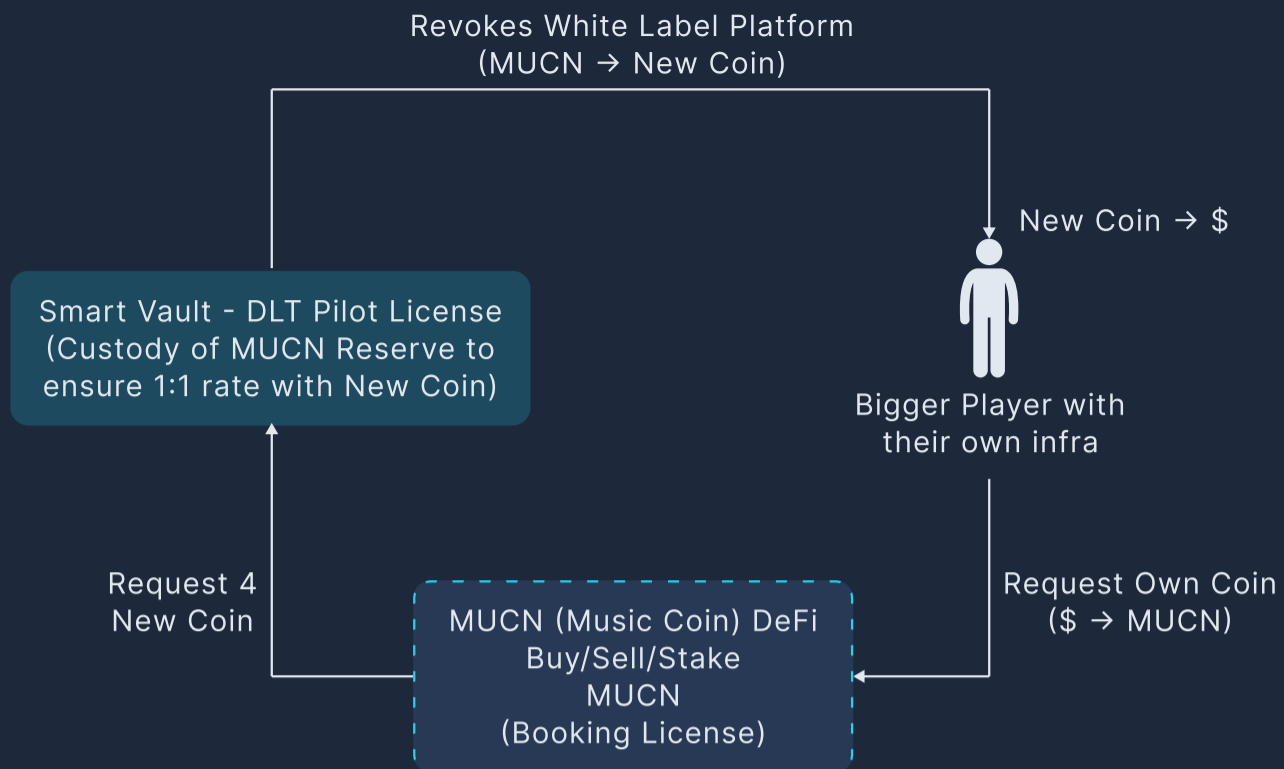 Revokes White Label Platform
(MUCN → New Coin)
New Coin → $
Smart Vault - DLT Pilot License
(Custody of MUCN Reserve to
ensure 1:1 rate with New Coin)
Bigger Player with
their own infra
Request 4
New Coin
MUCN (Music Coin) DeFi
Buy/Sell/Stake
MUCN
(Booking License)
Request Own Coin
($ → MUCN)